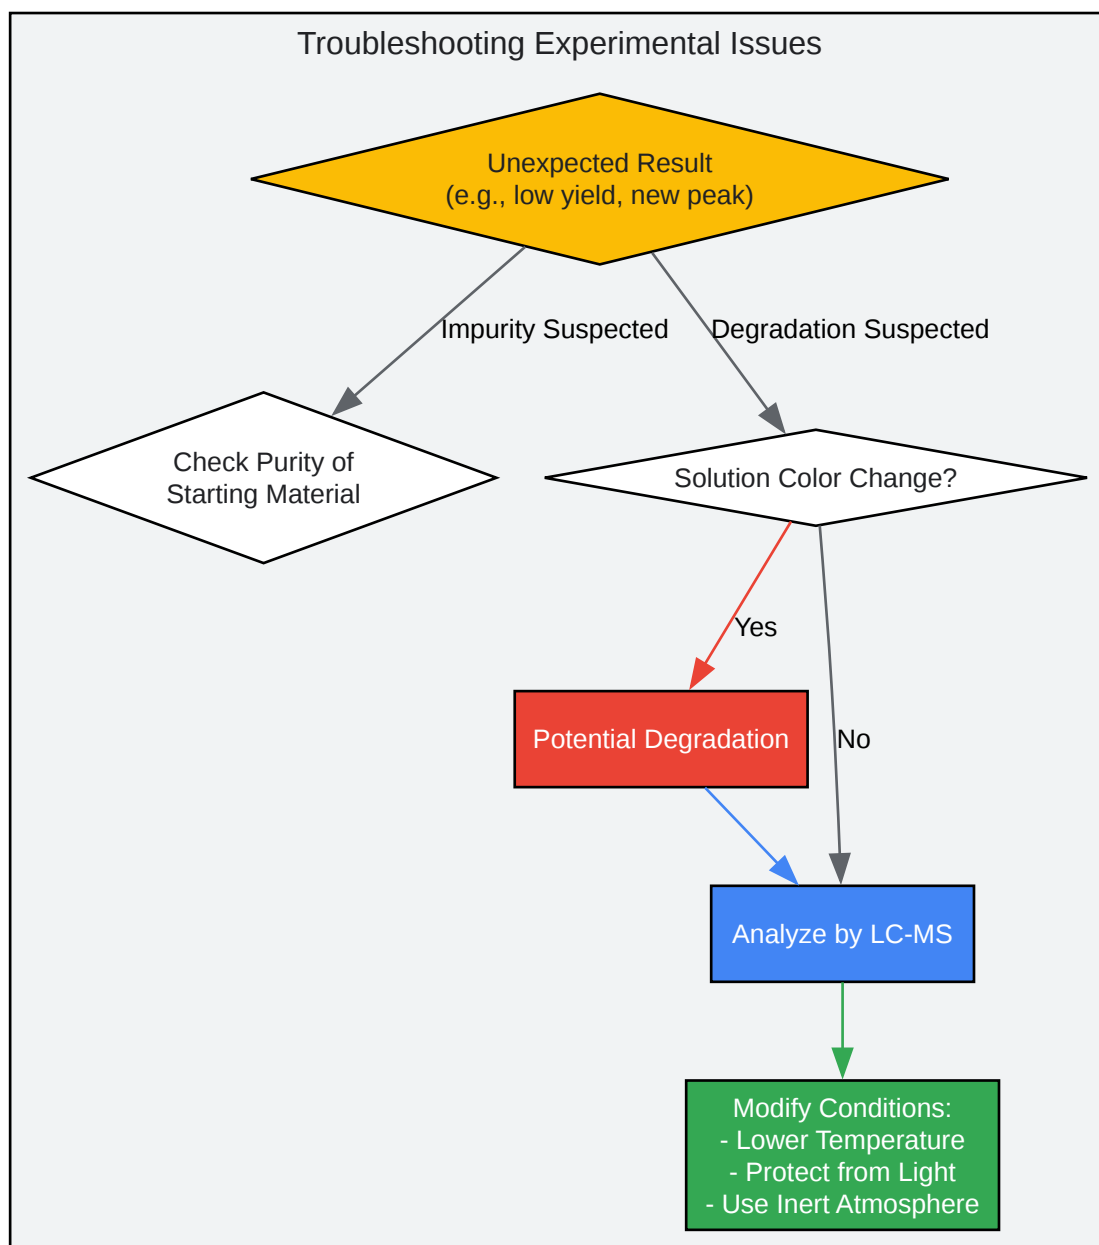 Troubleshooting Experimental Issues
Unexpected Result
(e.g., low yield, new peak)
Impurity Suspected
Degradation Suspected
Check Purity of
Starting Material
Solution Color Change?
Yes
Potential Degradation
No
Analyze by LC-MS
Modify Conditions:
- Lower Temperature
- Protect from Light
- Use Inert Atmosphere